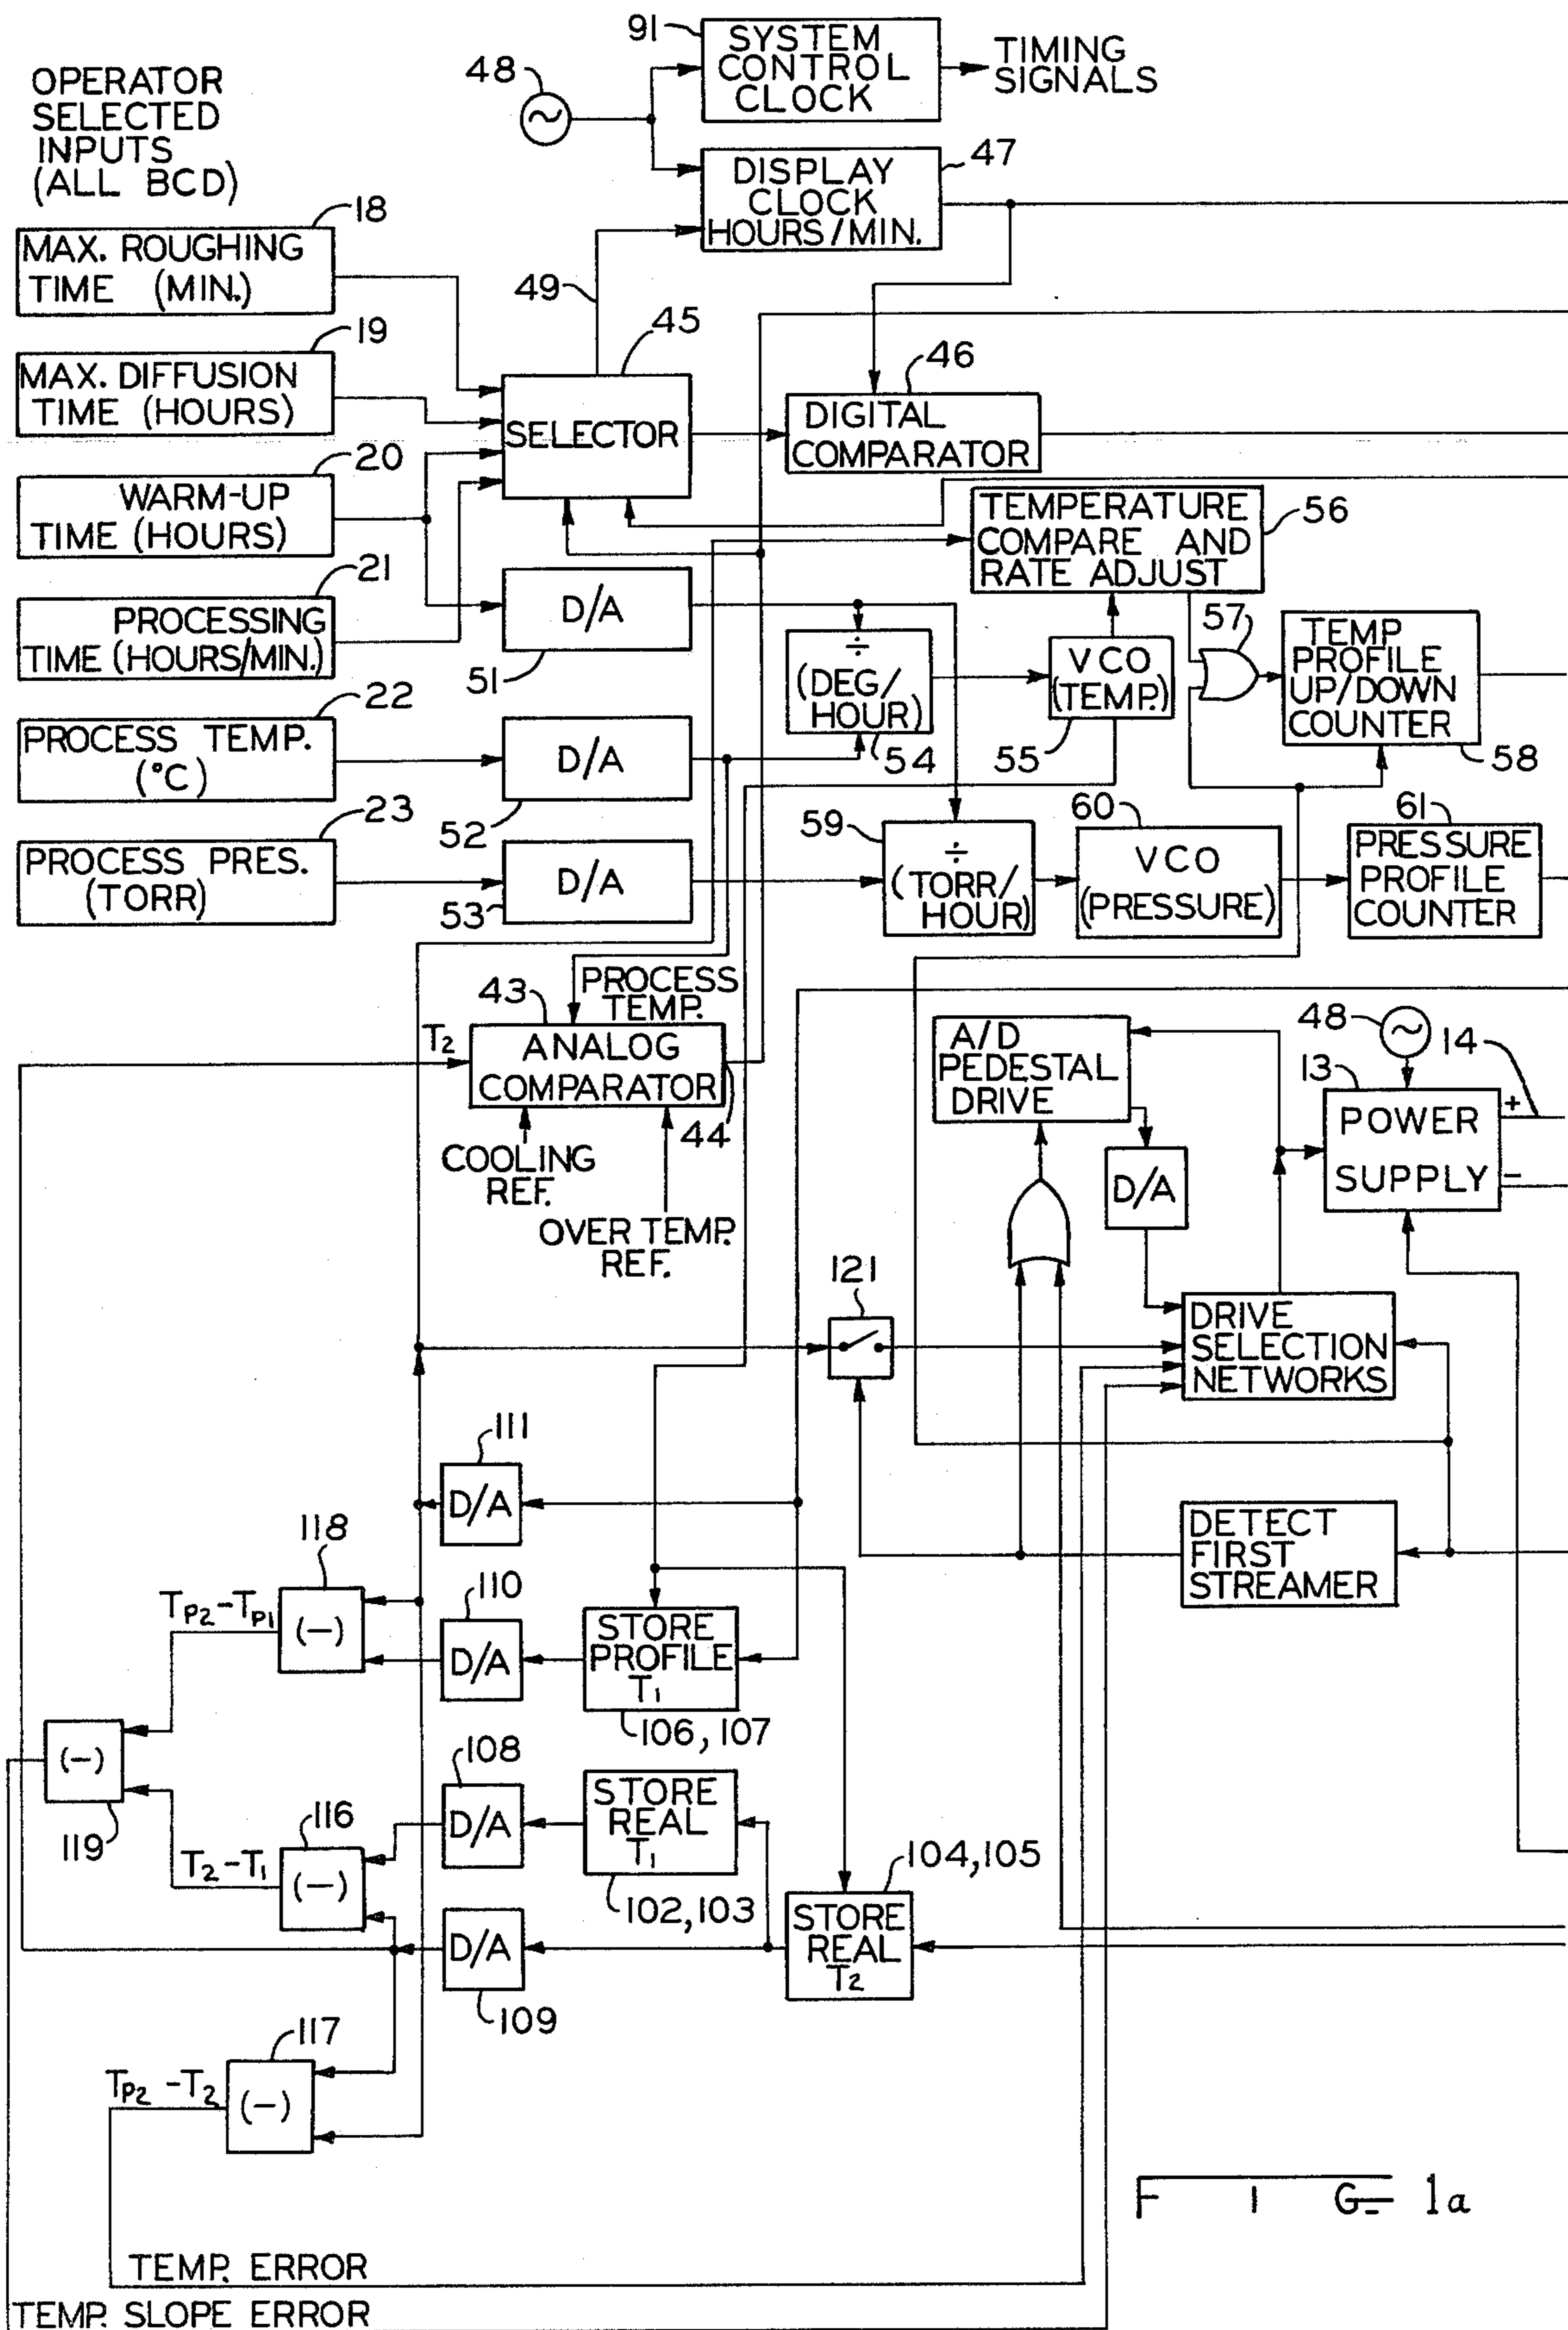 OPERATOR
SELECTED
INPUTS
(ALL BCD)
48
91
SYSTEM
CONTROL
CLOCK
TIMING
SIGNALS
47
DISPLAY
CLOCK
HOURS/MIN.
18
MAX. ROUGHING
TIME (MIN.)
49
45
19
MAX. DIFFUSION
TIME (HOURS)
SELECTOR
46
DIGITAL
COMPARATOR
20
WARM-UP
TIME (HOURS)
TEMPERATURE
COMPARE AND
RATE ADJUST
56
21
PROCESSING
TIME (HOURS/MIN.)
D/A
51
÷
(DEG/
HOUR)
54
VCO
(TEMP.)
55
57
TEMP
PROFILE
UP/DOWN
COUNTER
58
22
PROCESS TEMP.
(°C)
D/A
52
23
PROCESS PRES.
(TORR)
D/A
53
59
÷
(TORR/
HOUR)
60
VCO
(PRESSURE)
61
PRESSURE
PROFILE
COUNTER
43
PROCESS
TEMP.
T2
ANALOG
COMPARATOR
44
COOLING
REF.
OVER TEMP.
REF.
A/D
PEDESTAL
DRIVE
D/A
48
14
13
POWER
SUPPLY
+
−
121
DRIVE
SELECTION
NETWORKS
111
D/A
DETECT
FIRST
STREAMER
118
TP2-TP1
(-)
110
D/A
STORE
PROFILE
T1
106, 107
(-)
119
108
D/A
STORE
REAL
T1
102, 103
116
T2-T1
(-)
104, 105
STORE
REAL
T2
D/A
109
117
TP2 -T2
(-)
TEMP. ERROR
TEMP. SLOPE ERROR
F I G- 1a